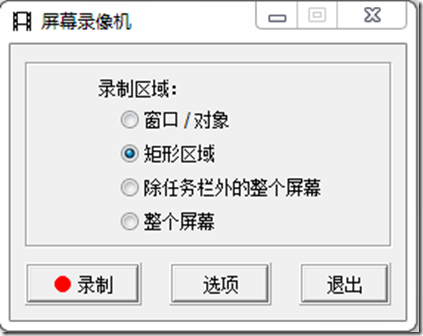 屏幕录像机
录制区域：
窗口 / 对象
矩形区域
除任务栏外的整个屏幕
整个屏幕
录制 选项 退出